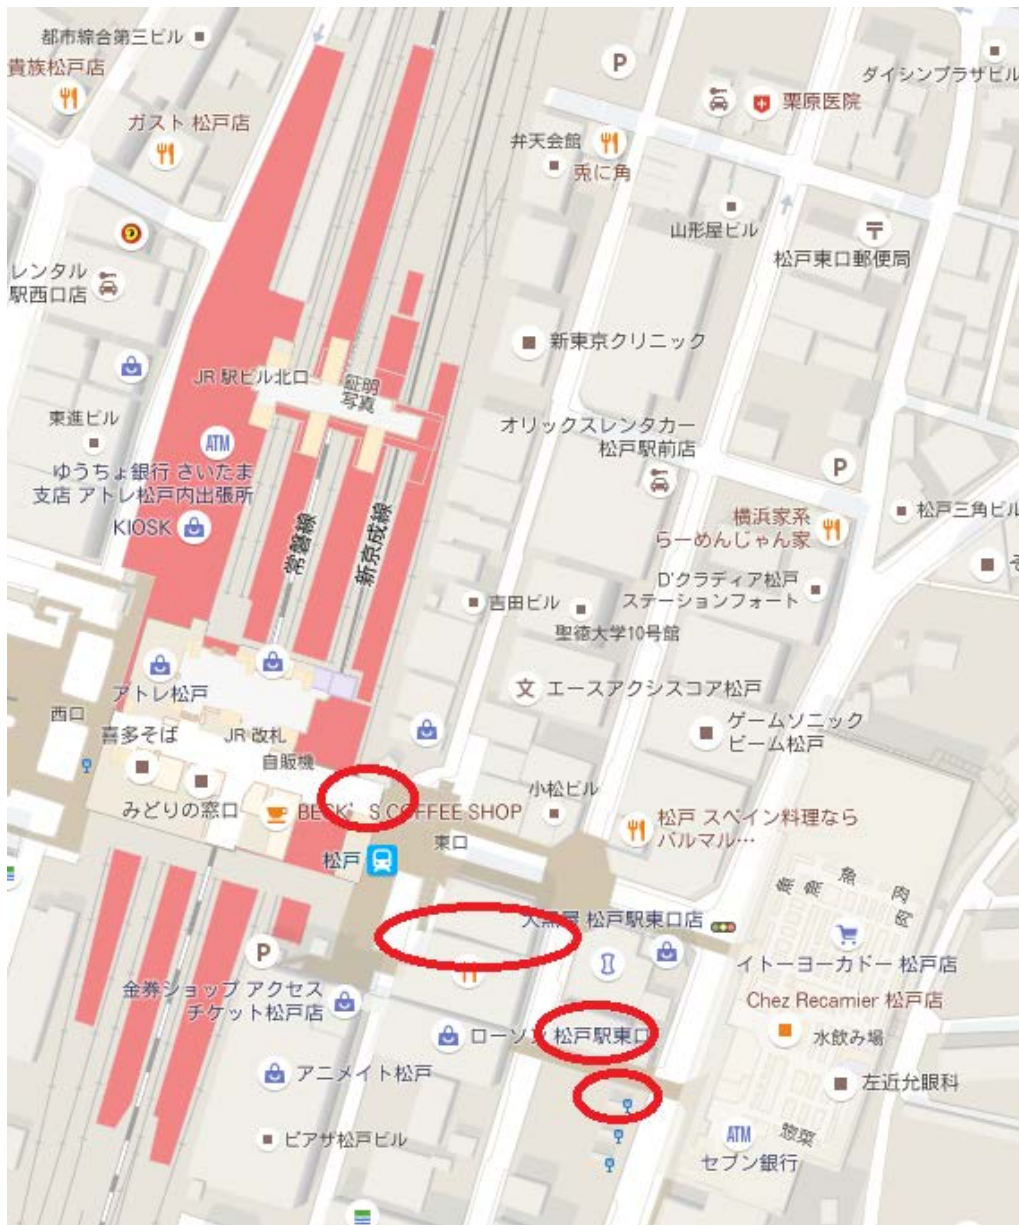 都市綜合第三ビル
貴族松戸店
ガスト 松戸店
P
栗原医院
ダイシンプラザビル
弁天会館
兎に角
山形屋ビル
松戸東口郵便局
レンタル
駅西口店
新東京クリニック
JR 駅ビル北口
証明
写真
東進ビル
ATM
ゆうちょ銀行 さいたま
支店 アトレ松戸内出張所
KIOSK
常磐線
新京成線
オリックスレンタカー
松戸駅前店
P
松戸三角ビル
横浜家系
らーめんじゃん家
そ
D'クラディア松戸
ステーションフォート
吉田ビル
聖徳大学10号館
文 エースアクシスコア松戸
アトレ松戸
西口
喜多そば
JR 改札
自販機
みどりの窓口
BECK'S COFFEE SHOP
小松ビル
ゲームソニック
ビーム松戸
松戸 スペイン料理なら
バルマル…
松戸
東口
魚
肉
大黒屋 松戸駅東口店
イトーヨーカドー 松戸店
P
金券ショップ アクセス
チケット松戸店
Chez Recamier 松戸店
ローソン 松戸駅東口
水飲み場
アニメイト松戸
左近允眼科
ピアザ松戸ビル
ATM
惣菜
セブン銀行